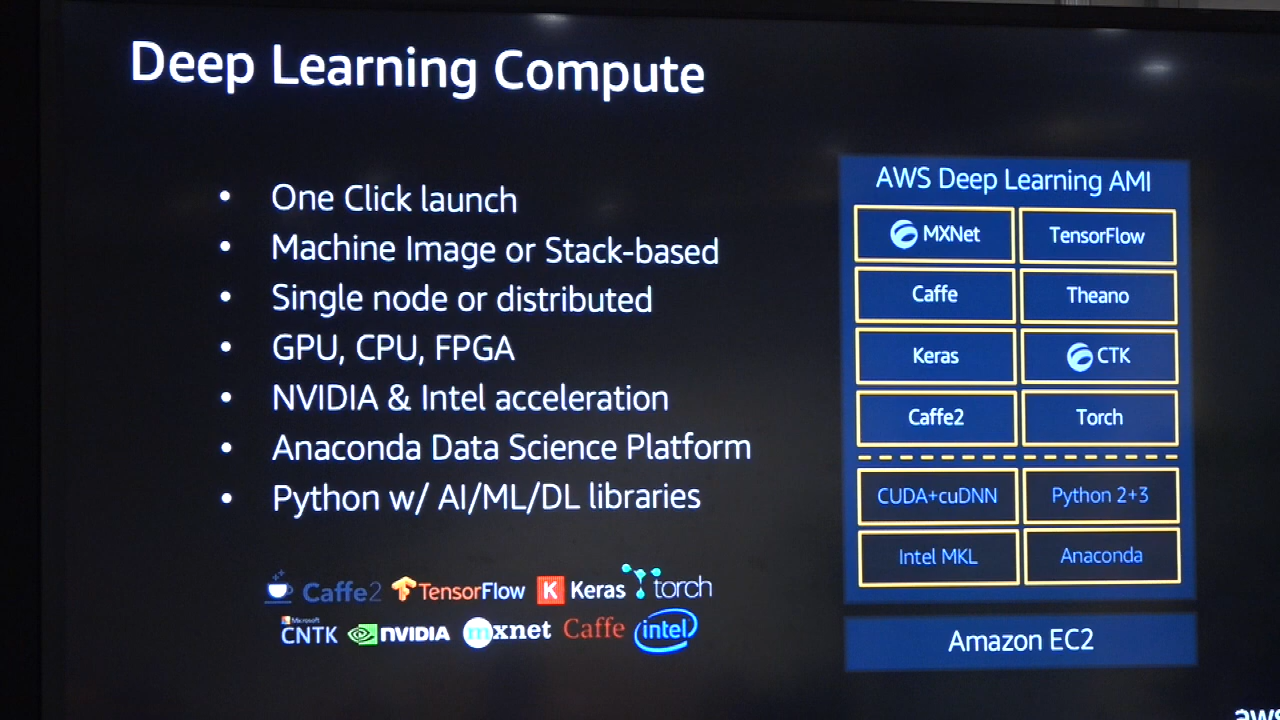 Deep Learning Compute
• One Click launch
• Machine Image or Stack-based
• Single node or distributed
• GPU, CPU, FPGA
• NVIDIA & Intel acceleration
• Anaconda Data Science Platform
• Python w/ AI/ML/DL libraries
Caffe2 TensorFlow K Keras torch
Microsoft
CNTK NVIDIA mxnet Caffe intel
AWS Deep Learning AMI
MXNet TensorFlow
Caffe Theano
Keras CTK
Caffe2 Torch
CUDA+cuDNN Python 2+3
Intel MKL Anaconda
Amazon EC2
aws